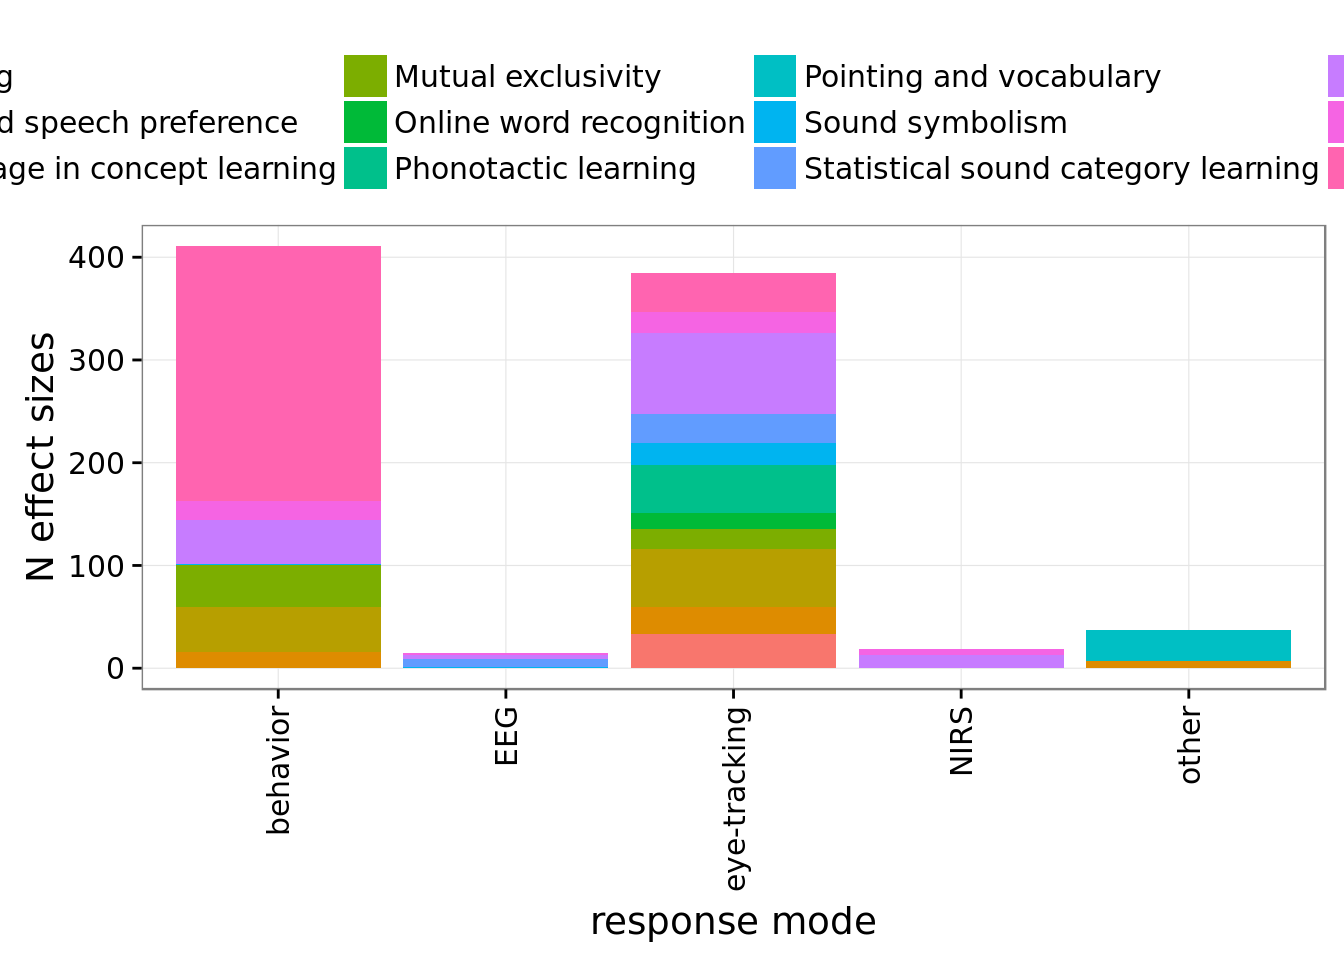 g Mutual exclusivity Pointing and vocabulary
d speech preference Online word recognition Sound symbolism
age in concept learning Phonotactic learning Statistical sound category learning
400
300
200
100
0
N effect sizes
behavior
EEG
eye-tracking
NIRS
other
response mode